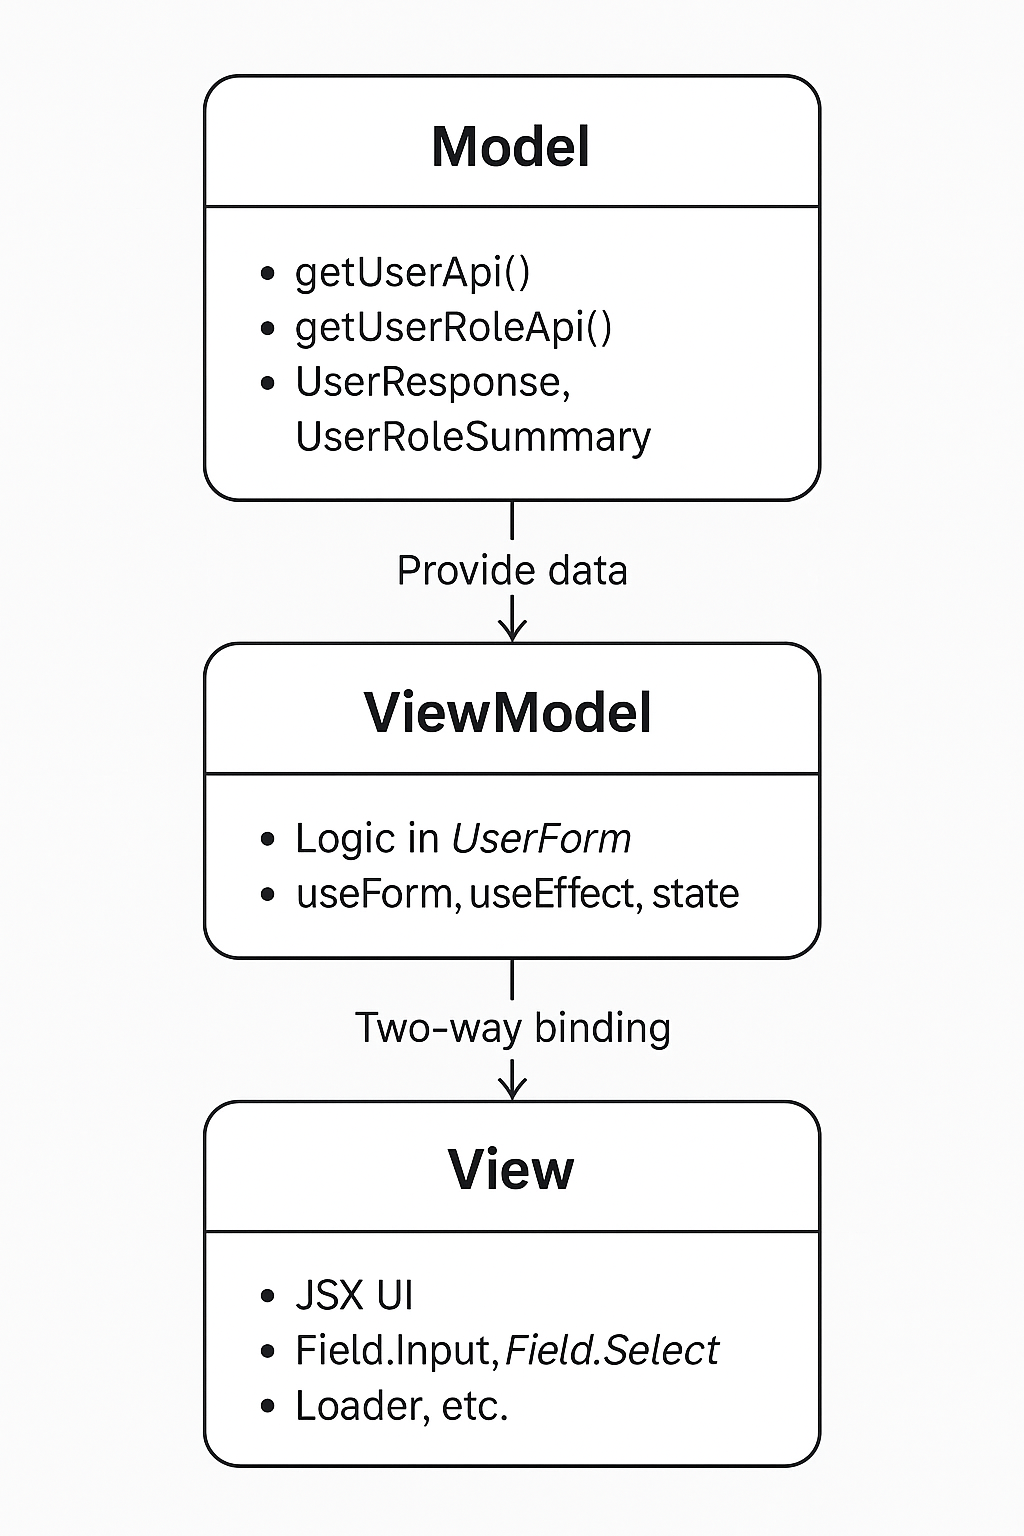 Model
• getUserApi()
• getUserRoleApi()
• UserResponse,
UserRoleSummary
Provide data
ViewModel
• Logic in UserForm
• useForm, useEffect, state
Two-way binding
View
• JSX UI
• Field.Input, Field.Select
• Loader, etc.